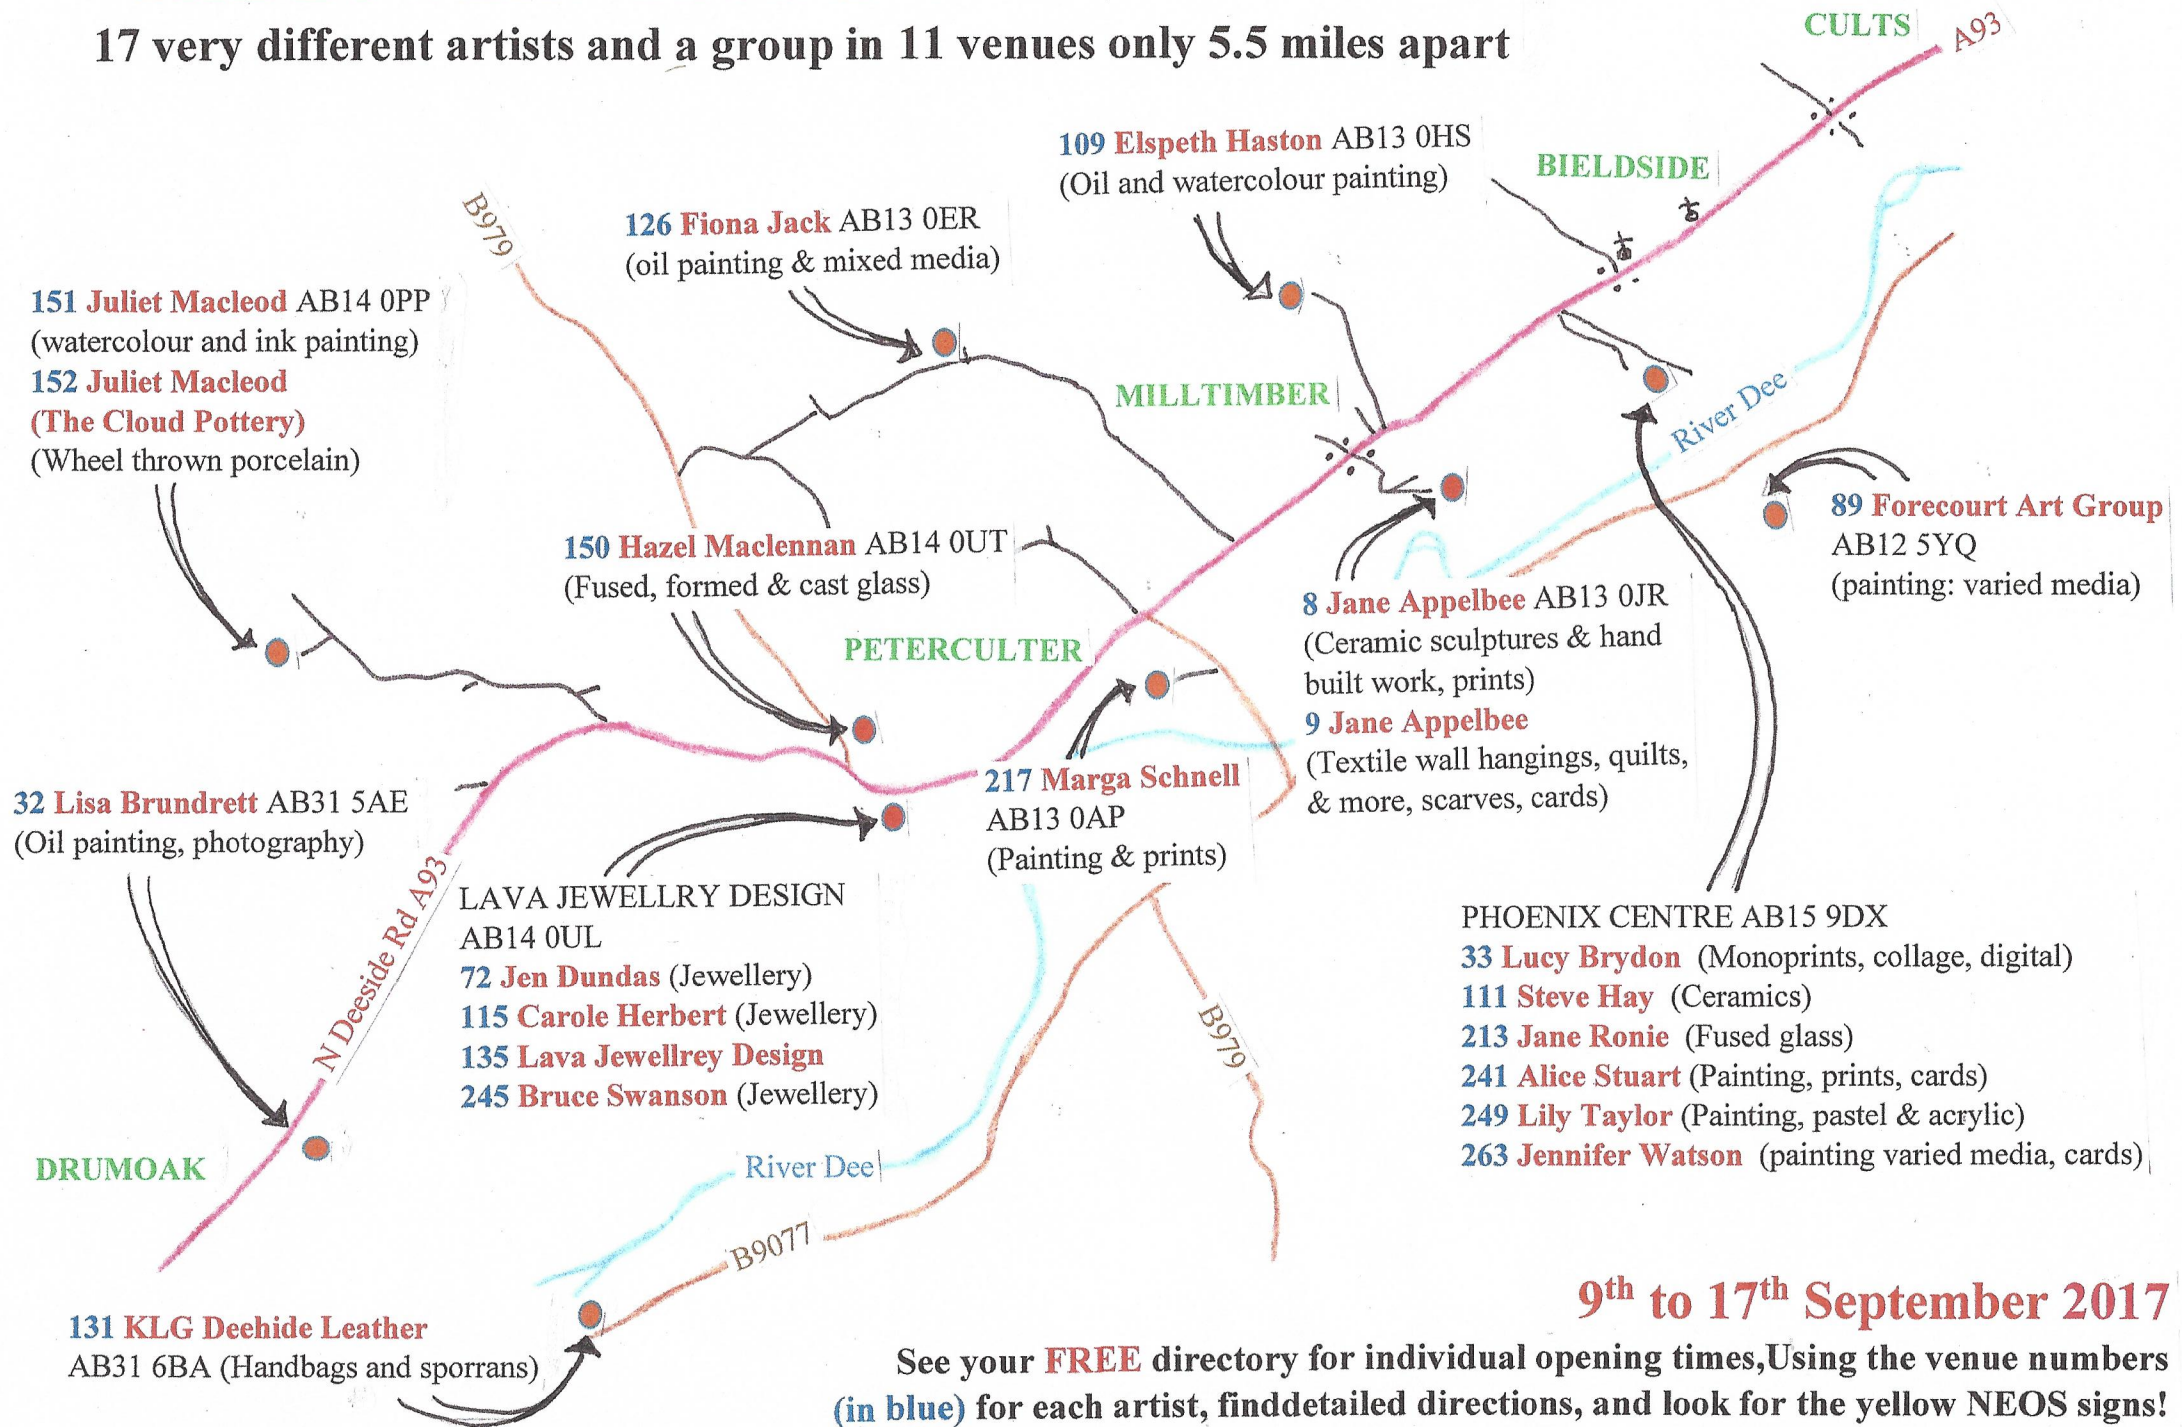 17 very different artists and a group in 11 venues only 5.5 miles apart
CULTS
A93
109 Elspeth Haston AB13 0HS
(Oil and watercolour painting)
BIELDSIDE
B979
126 Fiona Jack AB13 0ER
(oil painting & mixed media)
151 Juliet Macleod AB14 0PP
(watercolour and ink painting)
152 Juliet Macleod
(The Cloud Pottery)
(Wheel thrown porcelain)
MILLTIMBER
River Dee
89 Forecourt Art Group
AB12 5YQ
(painting: varied media)
150 Hazel Maclennan AB14 0UT
(Fused, formed & cast glass)
PETERCULTER
8 Jane Appelbee AB13 0JR
(Ceramic sculptures & hand
built work, prints)
9 Jane Appelbee
(Textile wall hangings, quilts,
& more, scarves, cards)
217 Marga Schnell
AB13 0AP
(Painting & prints)
32 Lisa Brundrett AB31 5AE
(Oil painting, photography)
N Deeside Rd A93
LAVA JEWELLRY DESIGN
AB14 0UL
72 Jen Dundas (Jewellery)
115 Carole Herbert (Jewellery)
135 Lava Jewellrey Design
245 Bruce Swanson (Jewellery)
B979
PHOENIX CENTRE AB15 9DX
33 Lucy Brydon (Monoprints, collage, digital)
111 Steve Hay (Ceramics)
213 Jane Ronie (Fused glass)
241 Alice Stuart (Painting, prints, cards)
249 Lily Taylor (Painting, pastel & acrylic)
263 Jennifer Watson (painting varied media, cards)
DRUMOAK
River Dee
B9077
131 KLG Deehide Leather
AB31 6BA (Handbags and sporrans)
9th to 17th September 2017
See your FREE directory for individual opening times,Using the venue numbers
(in blue) for each artist, finddetailed directions, and look for the yellow NEOS signs!